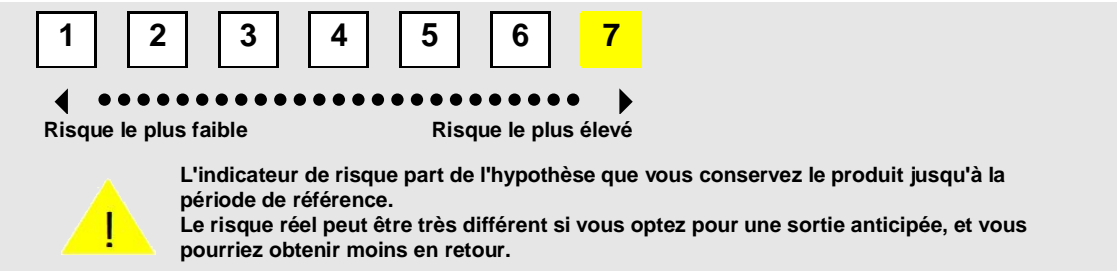 1 2 3 4 5 6 7
Risque le plus faible Risque le plus élevé
L'indicateur de risque part de l'hypothèse que vous conservez le produit jusqu'à la
période de référence.
Le risque réel peut être très différent si vous optez pour une sortie anticipée, et vous
pourriez obtenir moins en retour.
!